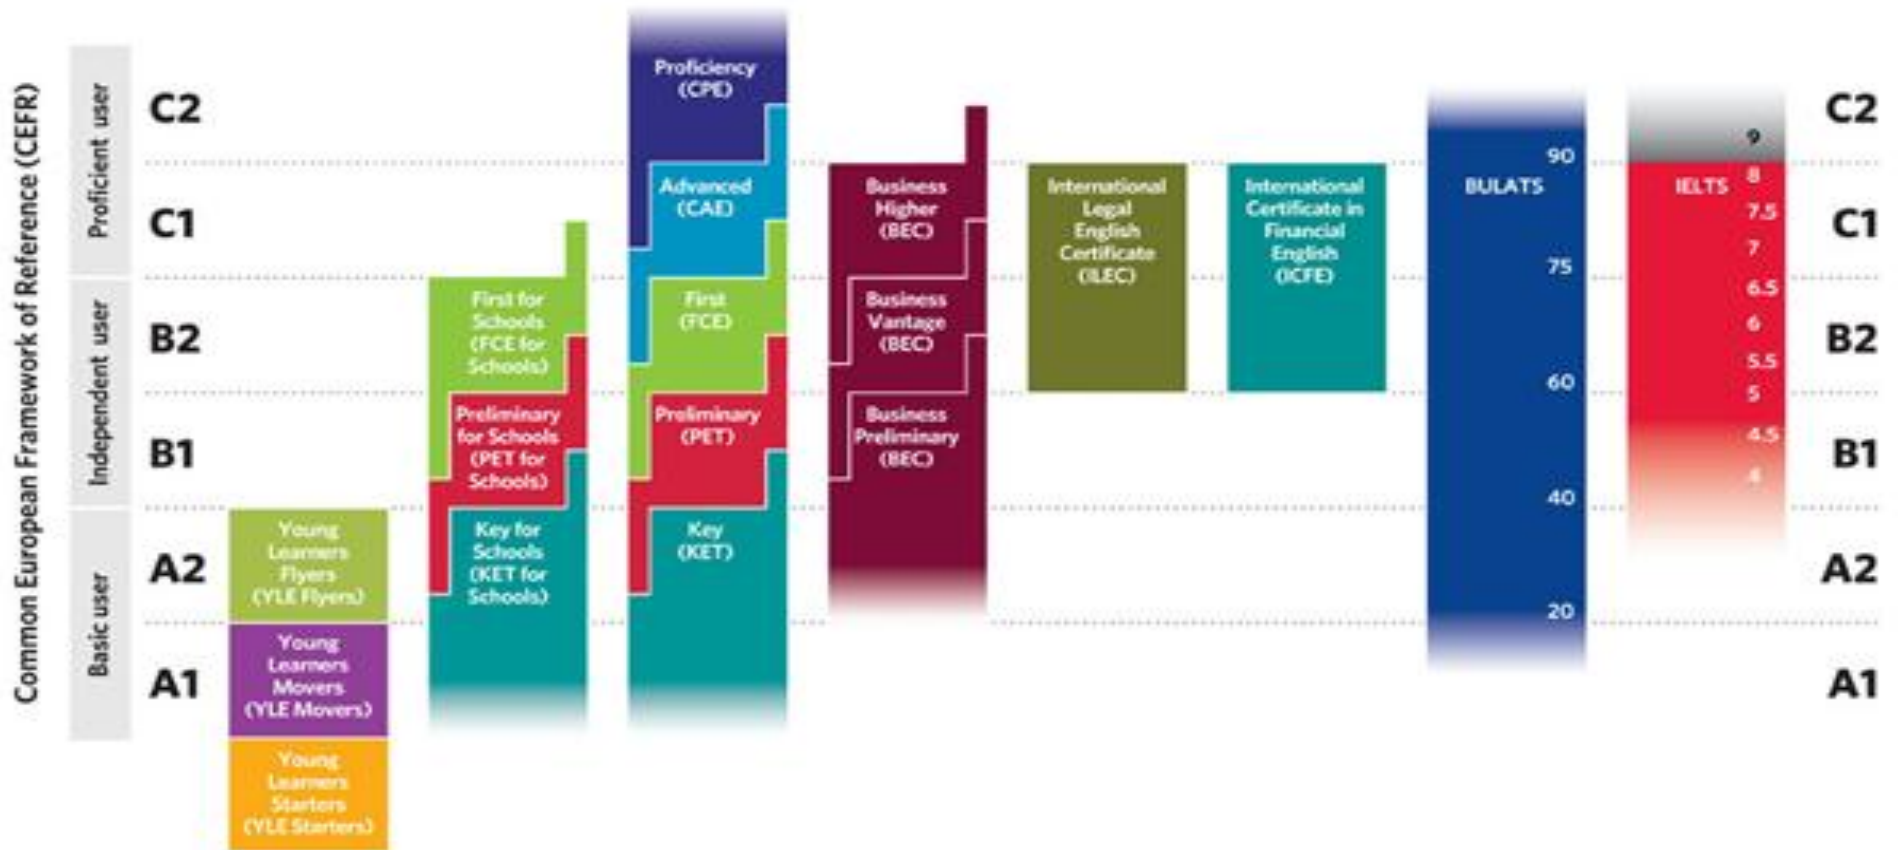 Common European Framework of Reference (CEFR)
Proficient user
Independent user
Basic user
C2
C1
B2
B1
A2
A1
Young
Learners
Flyers
(YLE Flyers)
Young
Learners
Movers
(YLE Movers)
Young
Learners
Starters
(YLE Starters)
First for
Schools
(FCE for
Schools)
Preliminary
for Schools
(PET for
Schools)
Key for
Schools
(KET for
Schools)
Proficiency
(CPE)
Advanced
(CAE)
First
(FCE)
Preliminary
(PET)
Key
(KET)
Business
Higher
(BEC)
Business
Vantage
(BEC)
Business
Preliminary
(BEC)
International
Legal
English
Certificate
(ILEC)
International
Certificate in
Financial
English
(ICFE)
BULATS
90
75
60
40
20
IELTS
9
8
7.5
7
6.5
6
5.5
5
4.5
4
C2
C1
B2
B1
A2
A1